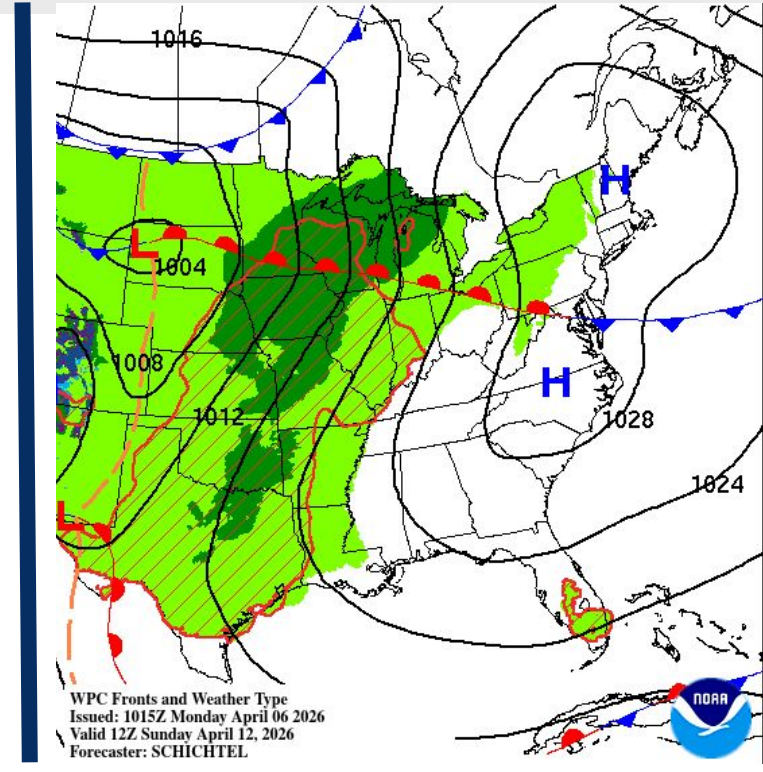 1016
H
L
1004
1008
H
1012
1028
1024
L
WPC Fronts and Weather Type
Issued: 1015Z Monday April 06 2026
Valid 12Z Sunday April 12, 2026
Forecaster: SCHICHTEL
NOAA